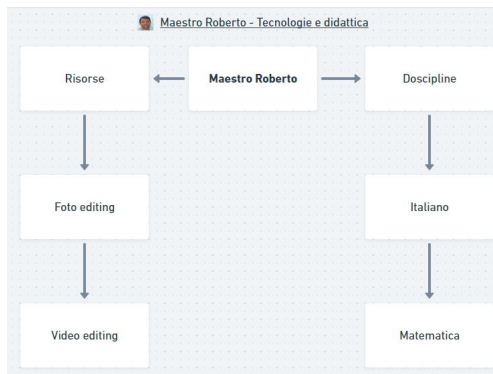 Maestro Roberto - Tecnologie e didattica
Risorse
Maestro Roberto
Doscipline
Foto editing
Italiano
Video editing
Matematica